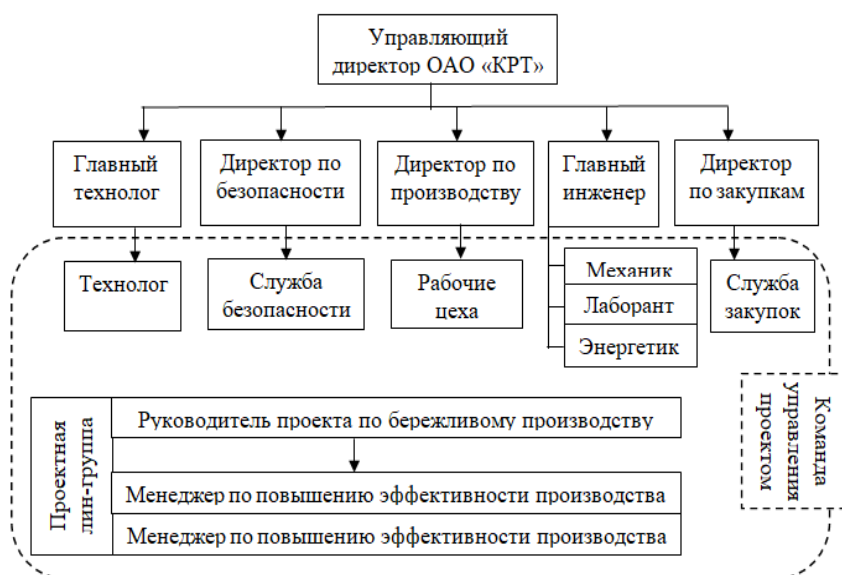 Управляющий
директор ОАО «КРТ»
Главный
технолог
Директор по
безопасности
Директор по
производству
Главный
инженер
Директор
по закупкам
Технолог
Служба
безопасности
Рабочие
цеха
Механик
Лаборант
Энергетик
Служба
закупок
Проектная
лин-группа
Руководитель проекта по бережливому производству
Менеджер по повышению эффективности производства
Менеджер по повышению эффективности производства
Команда
управления
проектом